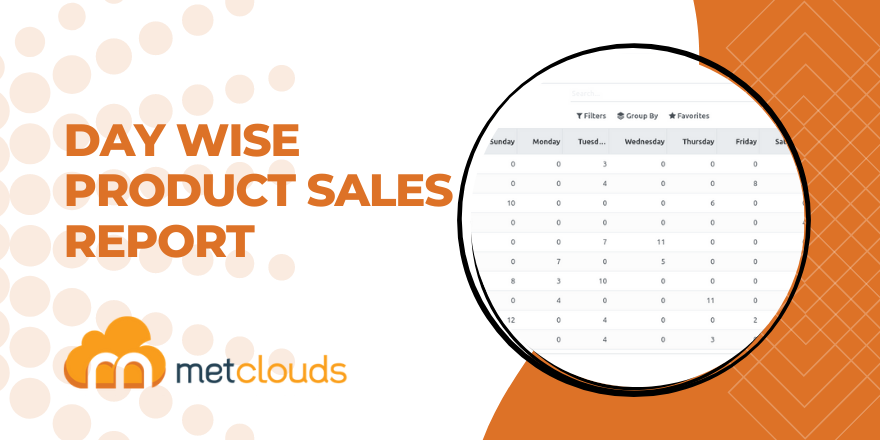 DAY WISE
PRODUCT SALES
REPORT
metclouds
Search...
Filters Group By Favorites
Sunday Monday Tuesd... Wednesday Thursday Friday Sat
0 0 3 0 0 0
0 0 4 0 0 8
10 0 0 0 6 0
0 0 0 0 0 0
0 0 7 11 0 0
0 7 0 5 0 0
8 3 10 0 0 0
0 4 0 0 11 0
12 0 4 0 0 2
0 4 0 3